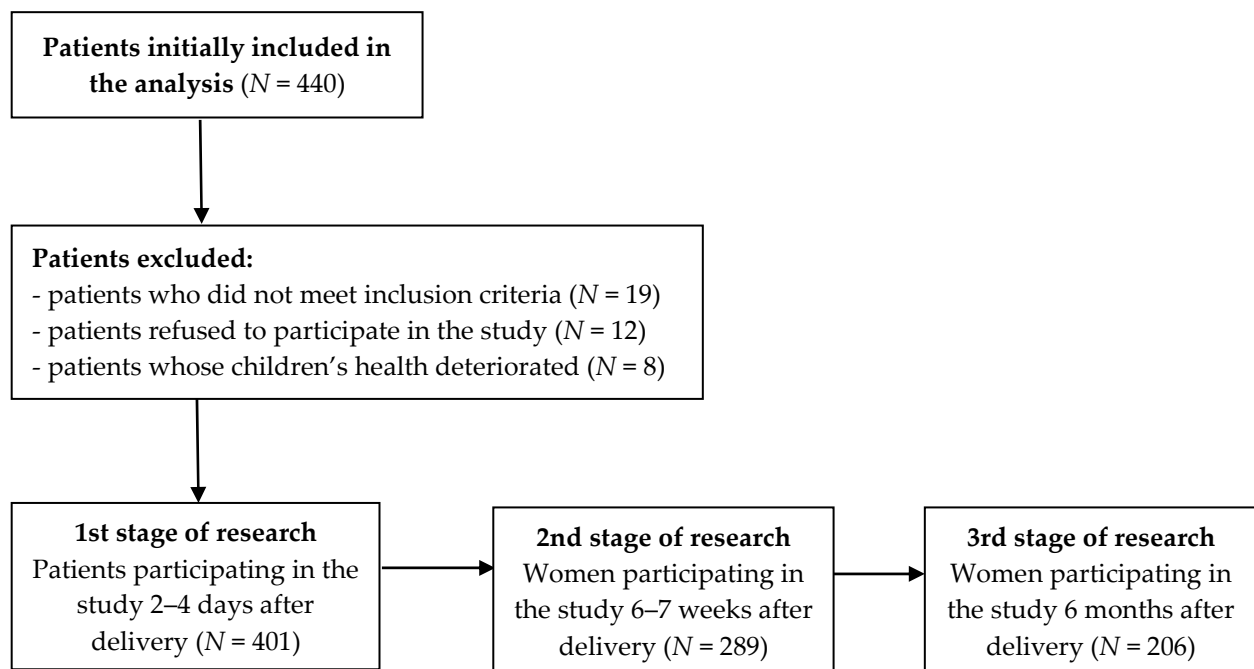 Patients initially included in
the analysis (N = 440)
Patients excluded:
- patients who did not meet inclusion criteria (N = 19)
- patients refused to participate in the study (N = 12)
- patients whose children’s health deteriorated (N = 8)
1st stage of research
Patients participating in the
study 2–4 days after
delivery (N = 401)
2nd stage of research
Women participating in
the study 6–7 weeks after
delivery (N = 289)
3rd stage of research
Women participating in
the study 6 months after
delivery (N = 206)